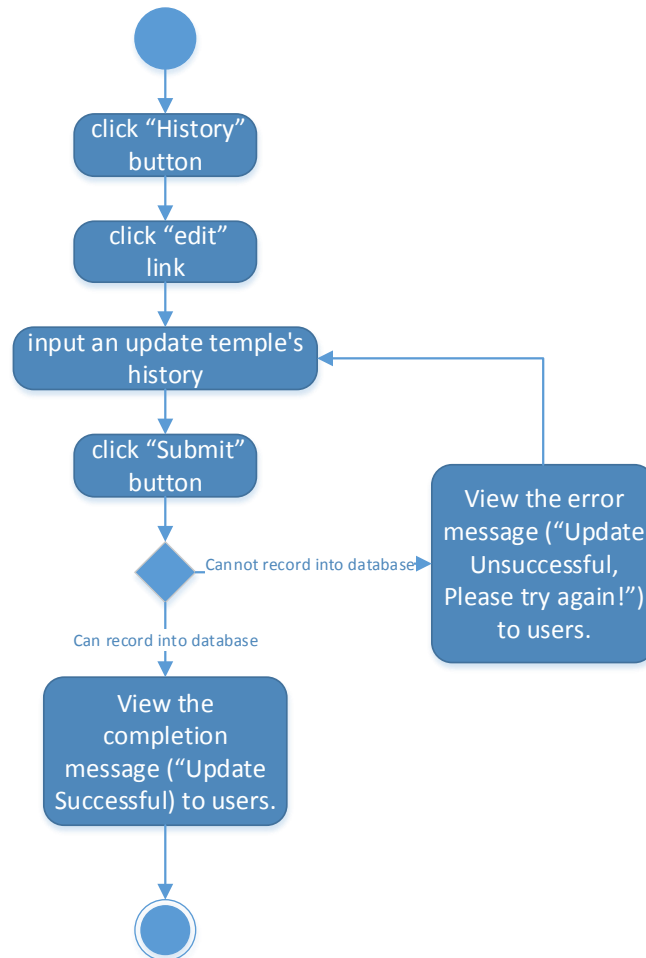 click “History”
button
click “edit”
link
input an update temple's
history
click “Submit”
button
Cannot record into database
View the error
message (“Update
Unsuccessful,
Please try again!”)
to users.
Can record into database
View the
completion
message (“Update
Successful) to users.